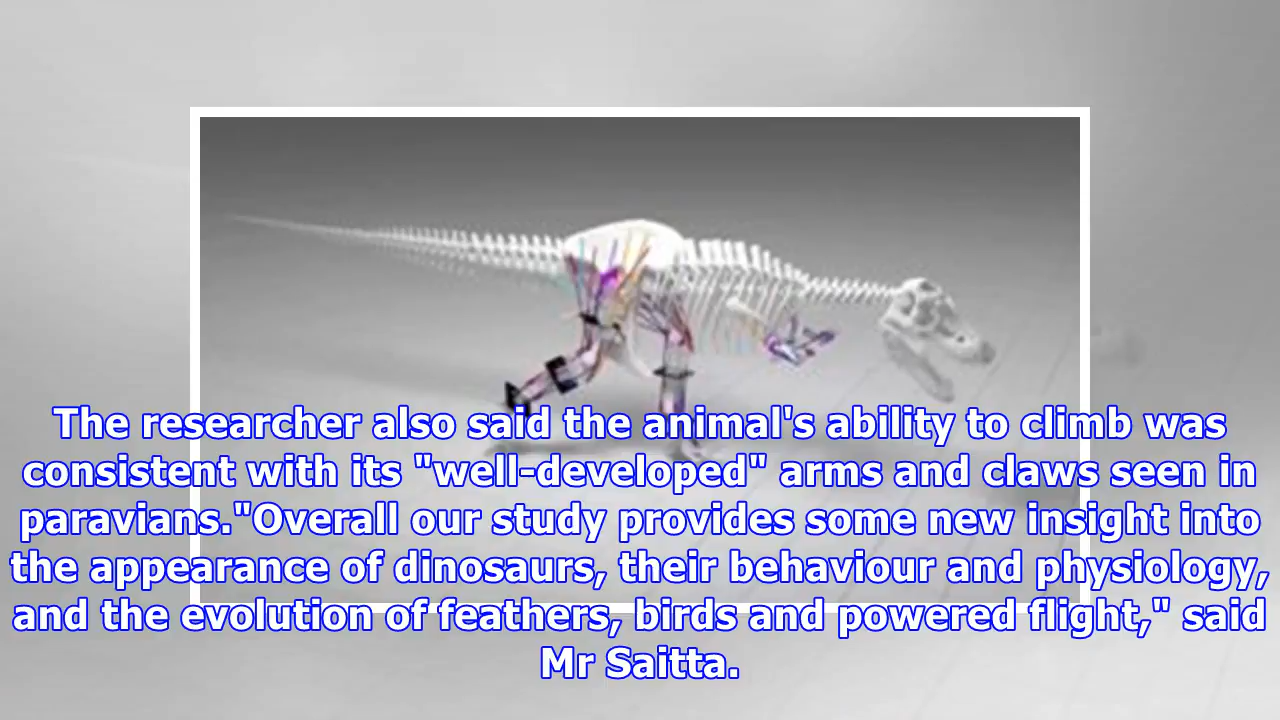 The researcher also said the animal's ability to climb was
consistent with its "well-developed" arms and claws seen in
paravians."Overall our study provides some new insight into
the appearance of dinosaurs, their behaviour and physiology,
and the evolution of feathers, birds and powered flight," said
Mr Saitta.